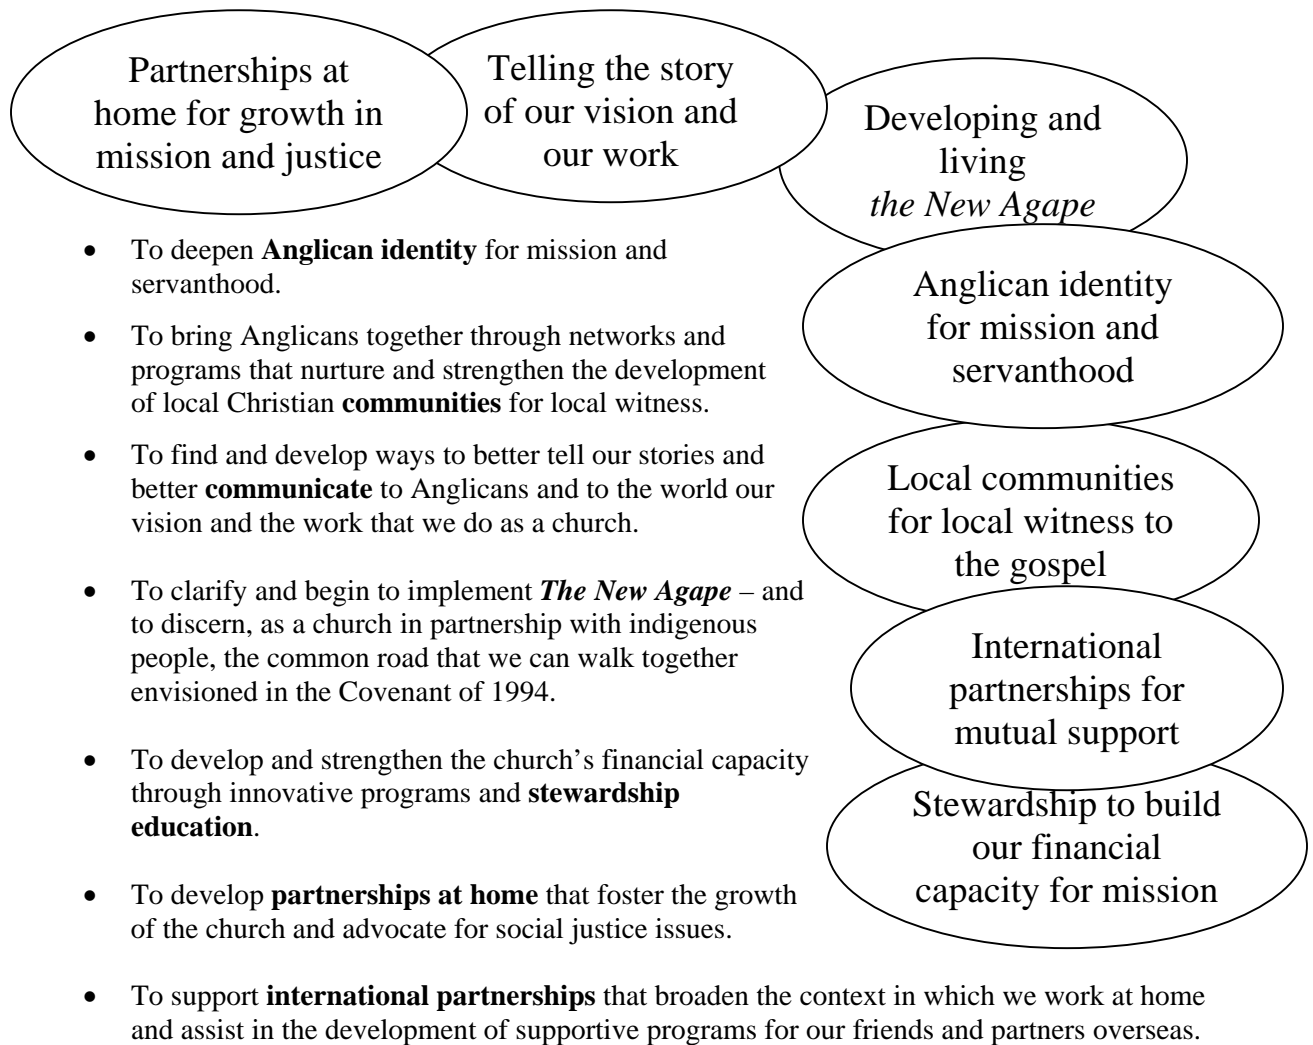 Partnerships at
home for growth in
mission and justice
Telling the story
of our vision and
our work
Developing and
living
the New Agape
Anglican identity
for mission and
servanthood
Local communities
for local witness to
the gospel
International
partnerships for
mutual support
Stewardship to build
our financial
capacity for mission
• To deepen Anglican identity for mission and
servanthood.
• To bring Anglicans together through networks and
programs that nurture and strengthen the development
of local Christian communities for local witness.
• To find and develop ways to better tell our stories and
better communicate to Anglicans and to the world our
vision and the work that we do as a church.
• To clarify and begin to implement The New Agape – and
to discern, as a church in partnership with indigenous
people, the common road that we can walk together
envisioned in the Covenant of 1994.
• To develop and strengthen the church’s financial capacity
through innovative programs and stewardship
education.
• To develop partnerships at home that foster the growth
of the church and advocate for social justice issues.
• To support international partnerships that broaden the context in which we work at home
and assist in the development of supportive programs for our friends and partners overseas.